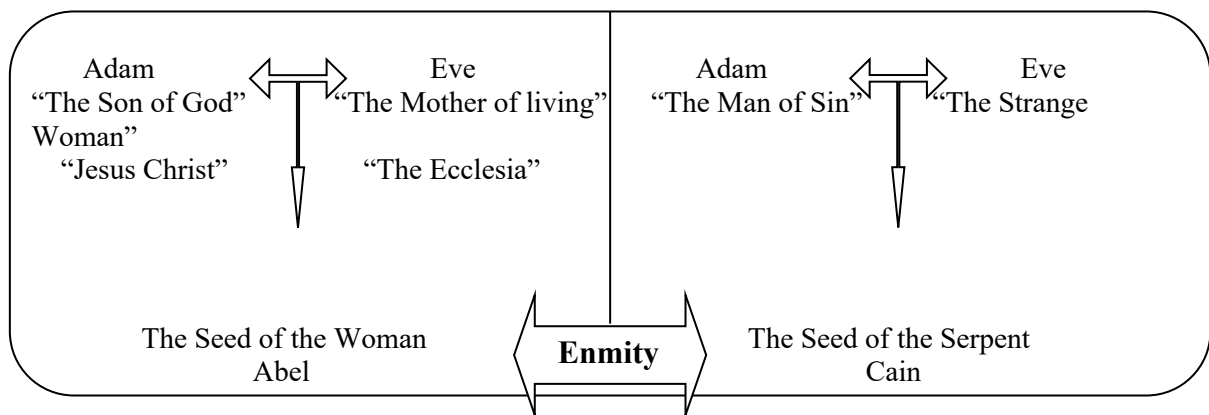 Adam Eve Adam Eve
“The Son of God” “The Mother of living” “The Man of Sin” “The Strange
Woman”
“Jesus Christ” “The Ecclesia”
The Seed of the Woman Enmity The Seed of the Serpent
Abel Cain